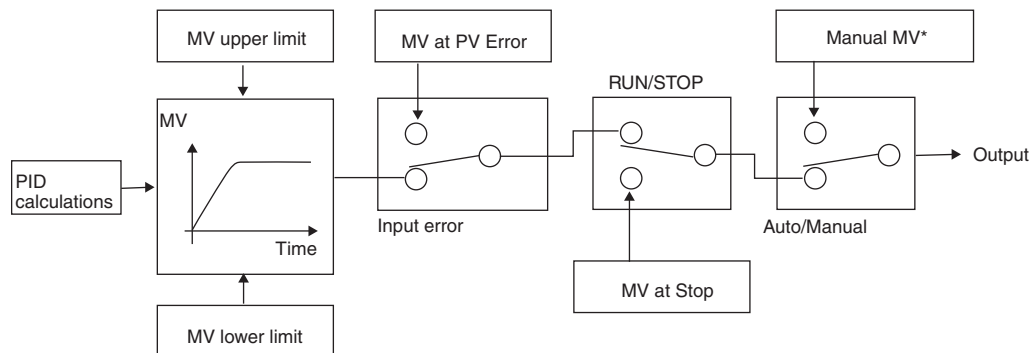 MV upper limit
MV at PV Error
Manual MV*
RUN/STOP
MV
PID
calculations
Time
Input error
Auto/Manual
Output
MV at Stop
MV lower limit